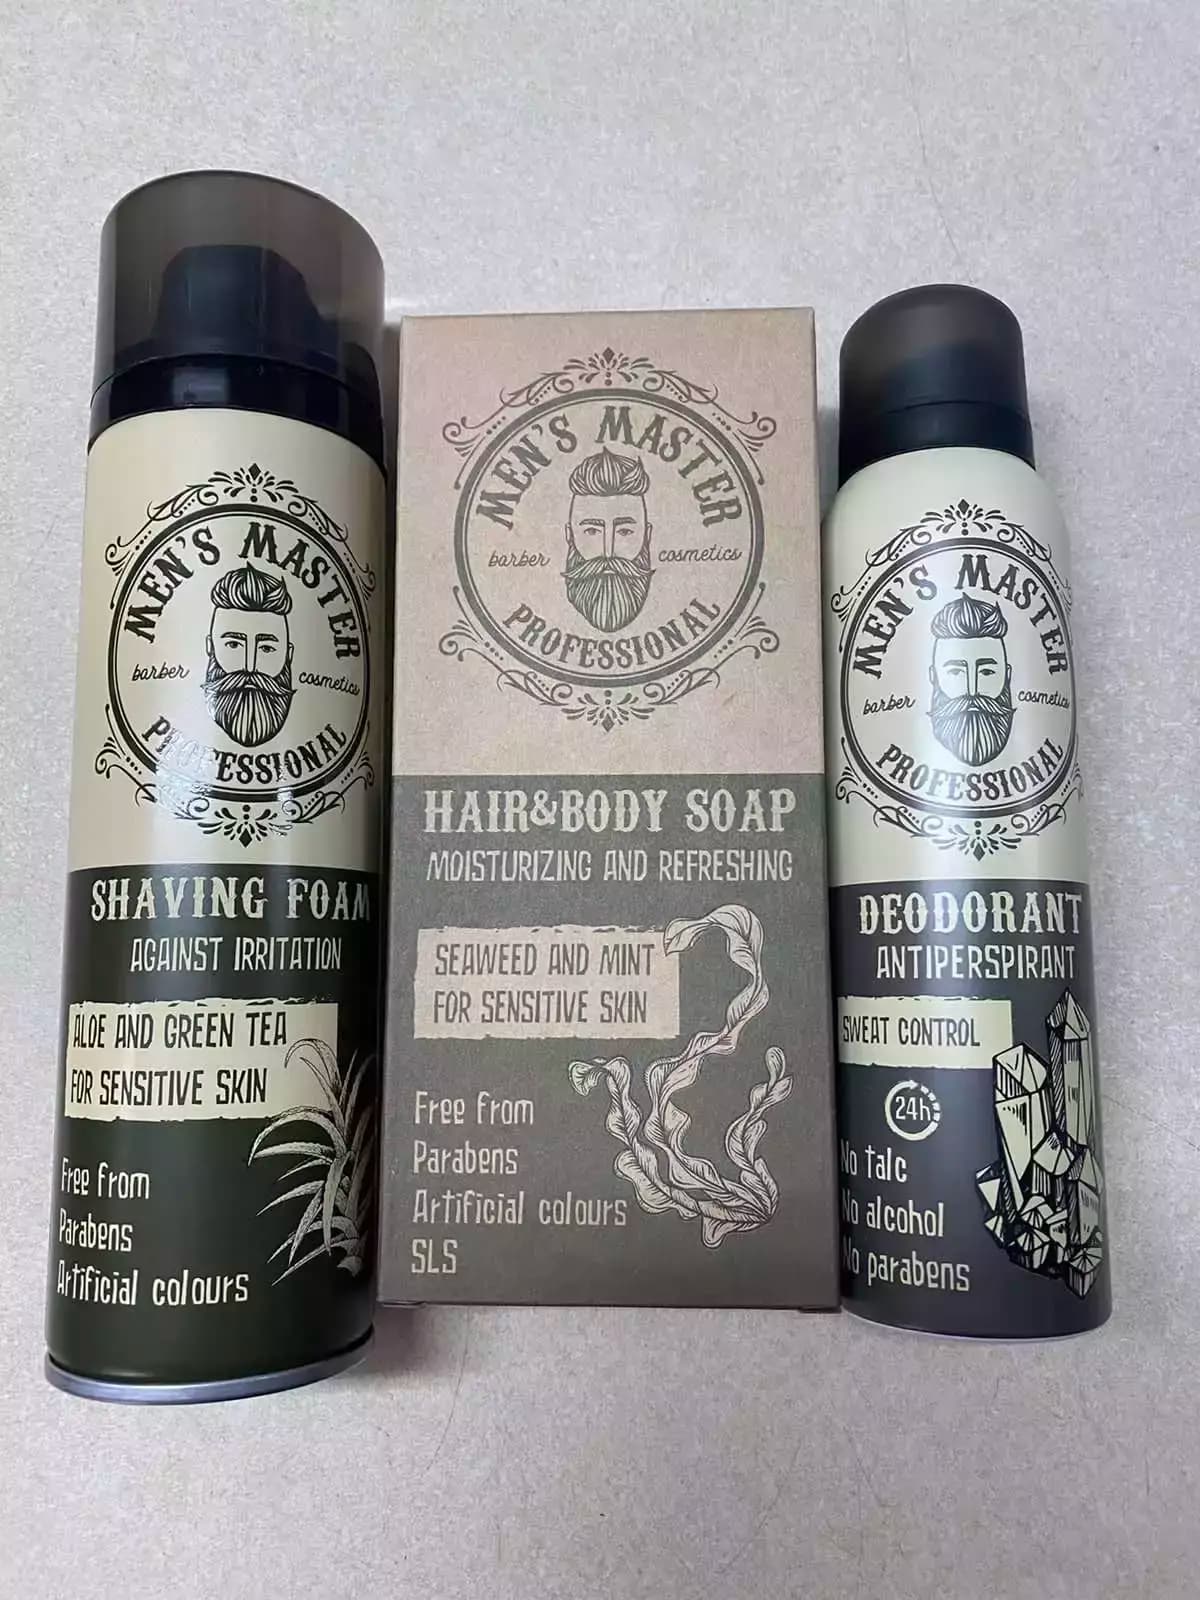 MEN'S MASTER
barber cosmetics
PROFESSIONAL
SHAVING FOAM
AGAINST IRRITATION
ALOE AND GREEN TEA
FOR SENSITIVE SKIN
Free from
Parabens
Artificial colours
MEN'S MASTER
barber cosmetics
PROFESSIONAL
HAIR&BODY SOAP
MOISTURIZING AND REFRESHING
SEAWEED AND MINT
FOR SENSITIVE SKIN
Free from
Parabens
Artificial colours
SLS
MEN'S MASTER
barber cosmetics
PROFESSIONAL
DEODORANT
ANTIPERSPIRANT
SWEAT CONTROL
24h
No talc
No alcohol
No parabens